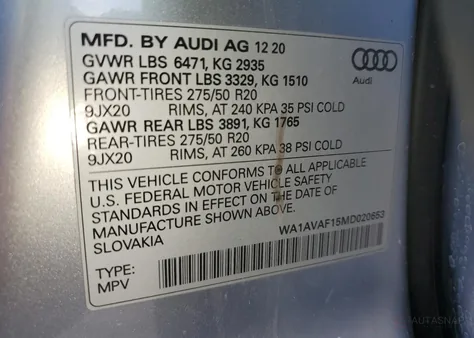 MFD. BY AUDI AG 12 20
GVWR LBS 6471, KG 2935
GAWR FRONT LBS 3329, KG 1510
FRONT-TIRES 275/50 R20
9JX20 RIMS, AT 240 KPA 35 PSI COLD
GAWR REAR LBS 3891, KG 1765
REAR-TIRES 275/50 R20
9JX20 RIMS, AT 260 KPA 38 PSI COLD
Audi
THIS VEHICLE CONFORMS TO ALL APPLICABLE
U.S. FEDERAL MOTOR VEHICLE SAFETY
STANDARDS IN EFFECT ON THE DATE OF
MANUFACTURE SHOWN ABOVE.
SLOVAKIA
WA1AVAF15MD020653
TYPE:
MPV